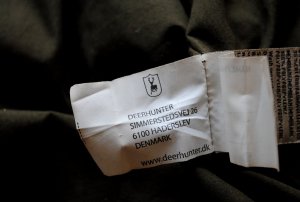 DEERHUNTER
SIMMERSTEDSVEJ 26
6100 HADERSLEV
DENMARK
www.deerhunter.dk